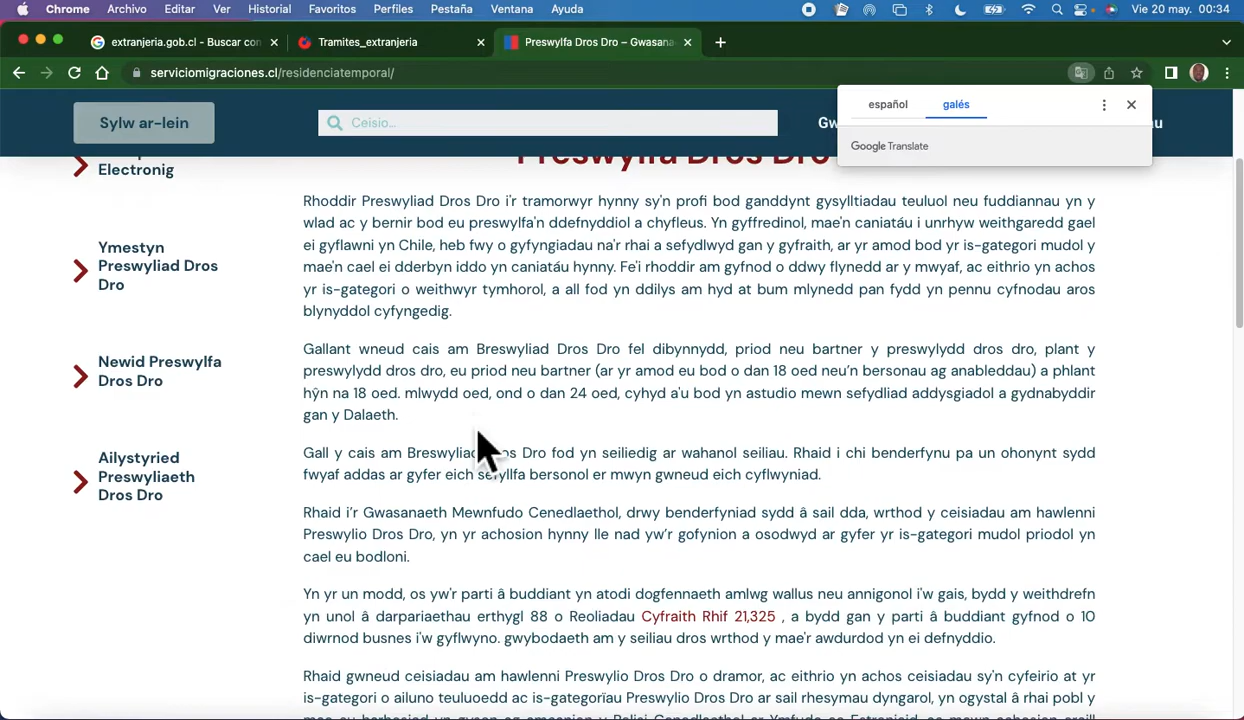 Chrome Archivo Editar Ver Historial Favoritos Perfiles Pestaña Ventana Ayuda Vie 20 may. 00:34
extranjeria.gob.cl - Buscar con Tramites_extranjeria Preswylfa Dros Dro – Gwasana
serviciomigraciones.cl/residenciatemporal/
español galés
Google Translate
Sylw ar-lein
Ceisio...
Preswylfa Dros Dro
Electronig
Ymestyn
Preswyliad Dros
Dro
Newid Preswylfa
Dros Dro
Ailystyried
Preswyliaeth
Dros Dro
Rhoddir Preswyliad Dros Dro i'r tramorwyr hynny sy'n profi bod ganddynt gysylltiadau teuluol neu fuddiannau yn y
wlad ac y bernir bod eu preswylfa'n ddefnyddiol a chyfleus. Yn gyffredinol, mae'n caniatáu i unrhyw weithgaredd gael
ei gyflawni yn Chile, heb fwy o gyfyngiadau na'r rhai a sefydlwyd gan y gyfraith, ar yr amod bod yr is-gategori mudol y
mae'n cael ei dderbyn iddo yn caniatáu hynny. Fe'i rhoddir am gyfnod o ddwy flynedd ar y mwyaf, ac eithrio yn achos
yr is-gategori o weithwyr tymhorol, a all fod yn ddilys am hyd at bum mlynedd pan fydd yn pennu cyfnodau aros
blynyddol cyfyngedig.
Gallant wneud cais am Breswyliad Dros Dro fel dibynnydd, priod neu bartner y preswylydd dros dro, plant y
preswylydd dros dro, eu priod neu bartner (ar yr amod eu bod o dan 18 oed neu'n bersonau ag anableddau) a phlant
hŷn na 18 oed. mlwydd oed, ond o dan 24 oed, cyhyd a'u bod yn astudio mewn sefydliad addysgiadol a gydnabyddir
gan y Dalaeth.
Gall y cais am Breswyliad Dros Dro fod yn seiliedig ar wahanol seiliau. Rhaid i chi benderfynu pa un ohonynt sydd
fwyaf addas ar gyfer eich sefyllfa bersonol er mwyn gwneud eich cyflwyniad.
Rhaid i'r Gwasanaeth Mewnfudo Cenedlaethol, drwy benderfyniad sydd â sail dda, wrthod y ceisiadau am hawlenni
Preswylio Dros Dro, yn yr achosion hynny lle nad yw'r gofynion a osodwyd ar gyfer yr is-gategori mudol priodol yn
cael eu bodloni.
Yn yr un modd, os yw'r parti â buddiant yn atodi dogfennaeth amlwg wallus neu annigonol i'w gais, bydd y weithdrefn
yn unol â darpariaethau erthygl 88 o Reoliadau Cyfraith Rhif 21,325 , a bydd gan y parti â buddiant gyfnod o 10
diwrnod busnes i'w gyflwyno. gwybodaeth am y seiliau dros wrthod y mae'r awdurdod yn ei defnyddio.
Rhaid gwneud ceisiadau am hawlenni Preswylio Dros Dro o dramor, ac eithrio yn achos ceisiadau sy'n cyfeirio at yr
is-gategori o ailuno teuluoedd ac is-gategorïau Preswylio Dros Dro ar sail rhesymau dyngarol, yn ogystal â rhai pobl y